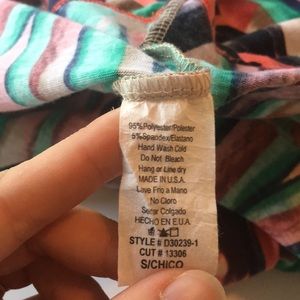 95%Polyester/Poliester
5%Spandex/Elastano
Hand Wash Cold
Do Not Bleach
Hang or Line dry
MADE IN U.S.A.
Lave Frio a Mano
No Cloro
Secar Colgado
HECHO EN E.U.A.
STYLE # D30239-1
CUT # 13306
S/CHICO